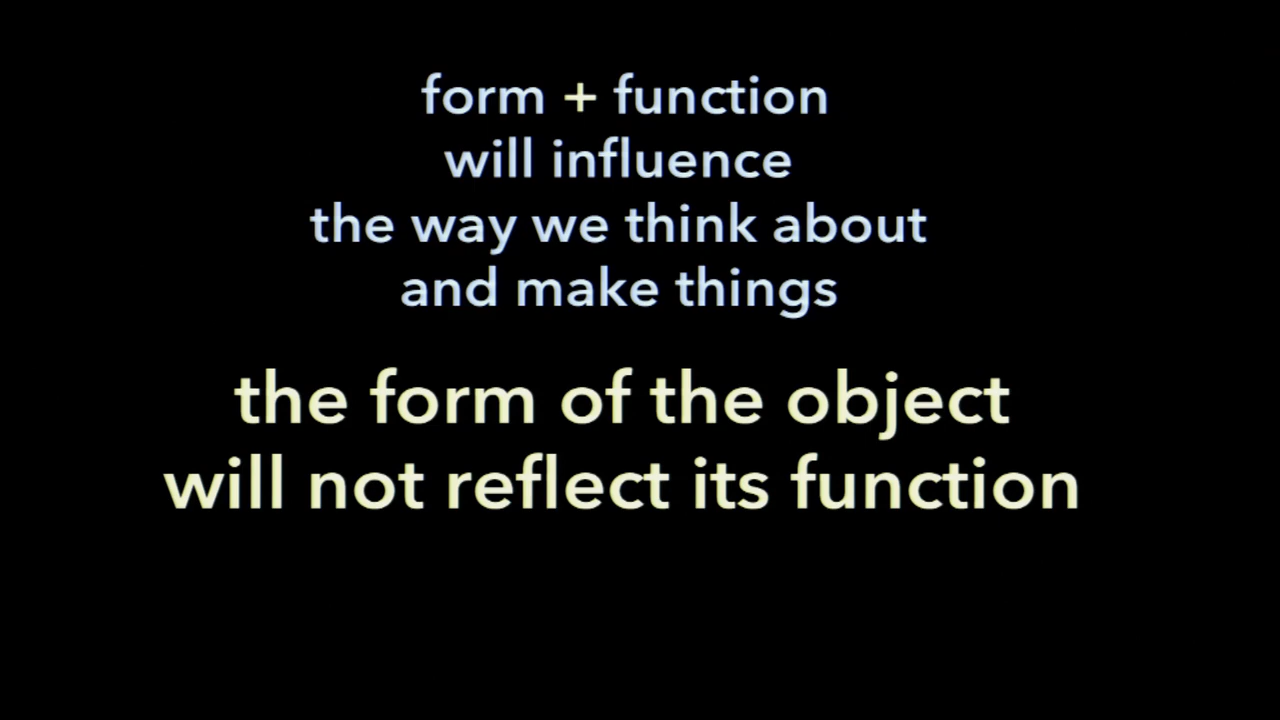 form + function
will influence
the way we think about
and make things
the form of the object
will not reflect its function